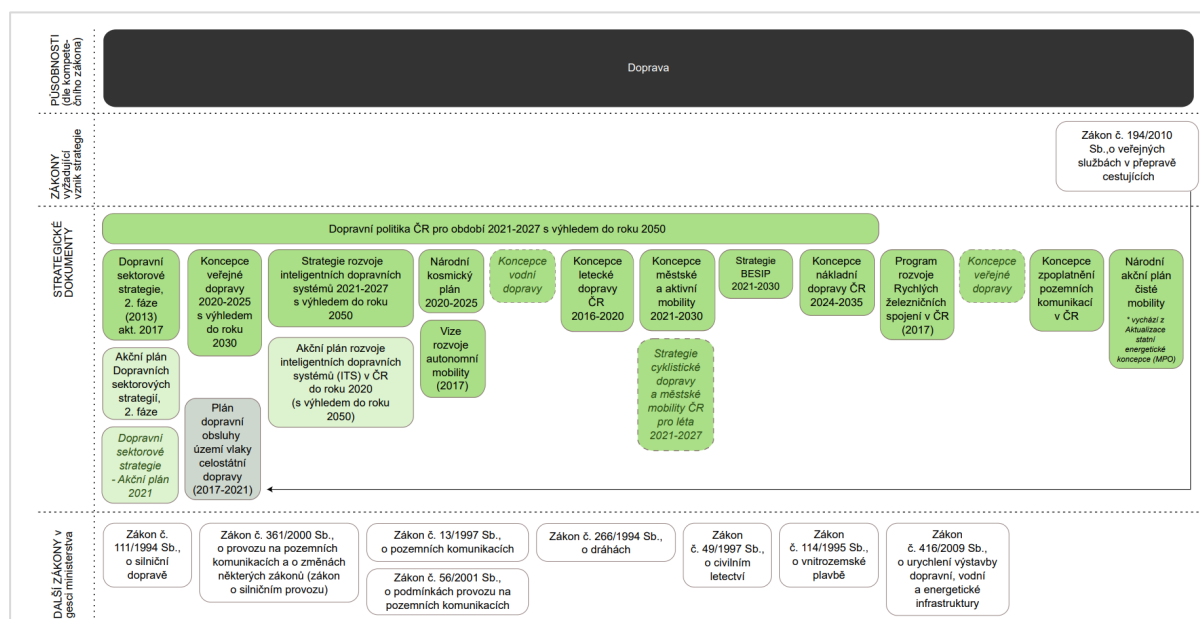 PŮSOBNOSTI
(dle kompete-
čního zákona)
Doprava
ZÁKONY
vyžadující
vznik strategie
Zákon č. 194/2010
Sb.,o veřejných
službách v přepravě
cestujících
STRATEGICKÉ
DOKUMENTY
Dopravní politika ČR pro období 2021-2027 s výhledem do roku 2050
Dopravní
sektorové
strategie,
2. fáze
(2013)
akt. 2017
Koncepce
veřejné
dopravy
2020-2025
s výhledem
do roku
2030
Strategie rozvoje
inteligentních dopravních
systémů 2021-2027
s výhledem do roku
2050
Národní
kosmický
plán
2020-2025
Koncepce
vodní
dopravy
Koncepce
letecké
dopravy
ČR
2016-2020
Koncepce
městské
a aktivní
mobility
2021-2030
Strategie
BESIP
2021-2030
Koncepce
nákladní
dopravy ČR
2024-2035
Program
rozvoje
Rychlých
železničních
spojení v ČR
(2017)
Koncepce
veřejné
dopravy
Koncepce
zpoplatnění
pozemních
komunikací
v ČR
Národní
akční plán
čisté
mobility
* vychází z
Aktualizace
statní
energetické
koncepce (MPO)
Akční plán
Dopravních
sektorových
strategií,
2. fáze
Akční plán rozvoje
inteligentních dopravních
systémů (ITS) v ČR
do roku 2020
(s výhledem do roku
2050)
Vize
rozvoje
autonomní
mobility
(2017)
Strategie
cyklistické
dopravy
a městské
mobility ČR
pro léta
2021-2027
Dopravní
sektorové
strategie
- Akční plán
2021
Plán
dopravní
obsluhy
území vlaky
celostátní
dopravy
(2017-2021)
DALŠÍ ZÁKONY v
gesci ministerstva
Zákon č.
111/1994 Sb.,
o silniční
dopravě
Zákon č. 361/2000 Sb.,
o provozu na pozemních
komunikacích a o změnách
některých zákonů (zákon
o silničním provozu)
Zákon č. 13/1997 Sb.,
o pozemních komunikacích
Zákon č. 56/2001 Sb.,
o podmínkách provozu na
pozemních komunikacích
Zákon č. 266/1994 Sb.,
o dráhách
Zákon
č. 49/1997 Sb.,
o civilním
letectví
Zákon
č. 114/1995 Sb.,
o vnitrozemské
plavbě
Zákon
č. 416/2009 Sb.,
o urychlení výstavby
dopravní, vodní
a energetické
infrastruktury